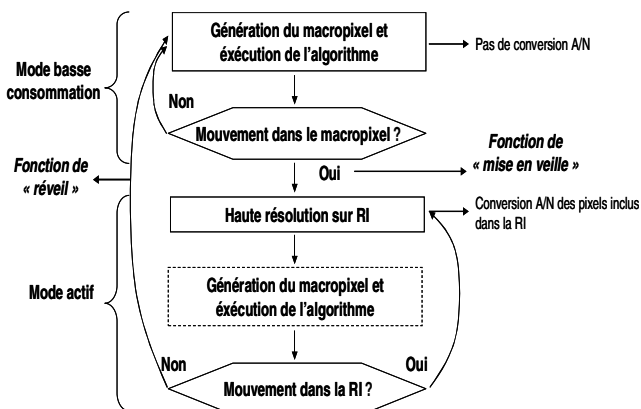 Génération du macropixel et
éxécution de l'algorithme
Pas de conversion A/N
Mode basse
consommation
Non
Mouvement dans le macropixel ?
Fonction de
« réveil »
Oui
Fonction de
« mise en veille »
Haute résolution sur RI
Conversion A/N des pixels inclus
dans la RI
Mode actif
Génération du macropixel et
éxécution de l'algorithme
Non
Oui
Mouvement dans la RI ?